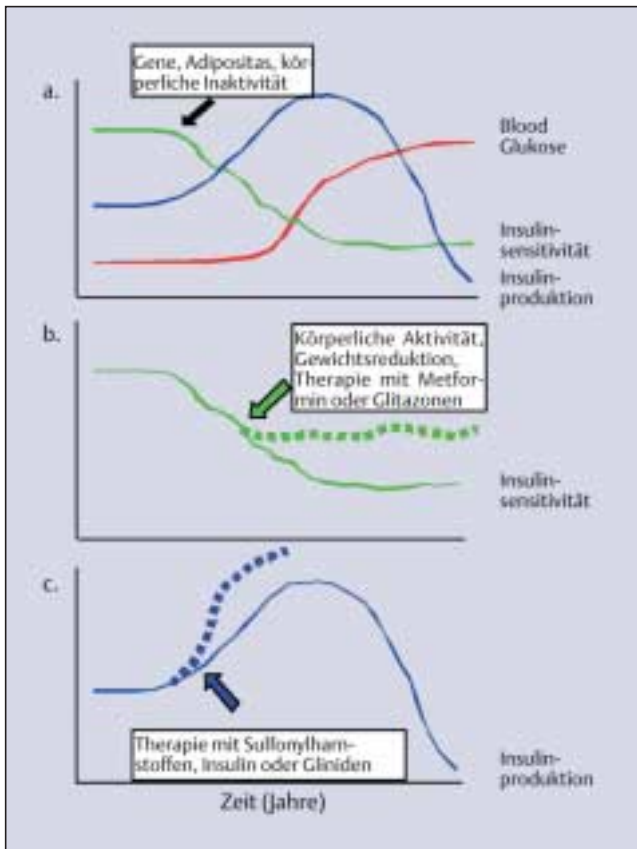 Gene, Adipositas, kör-
perliche Inaktivität
a.
Blood
Glukose
Insulin-
sensitivität
Insulin-
produktion
b.
Körperliche Aktivität,
Gewichtsreduktion,
Therapie mit Metfor-
min oder Glitazonen
Insulin-
sensitivität
c.
Therapie mit Sulfonylharn-
stoffen, Insulin oder Gliniden
Insulin-
produktion
Zeit (Jahre)